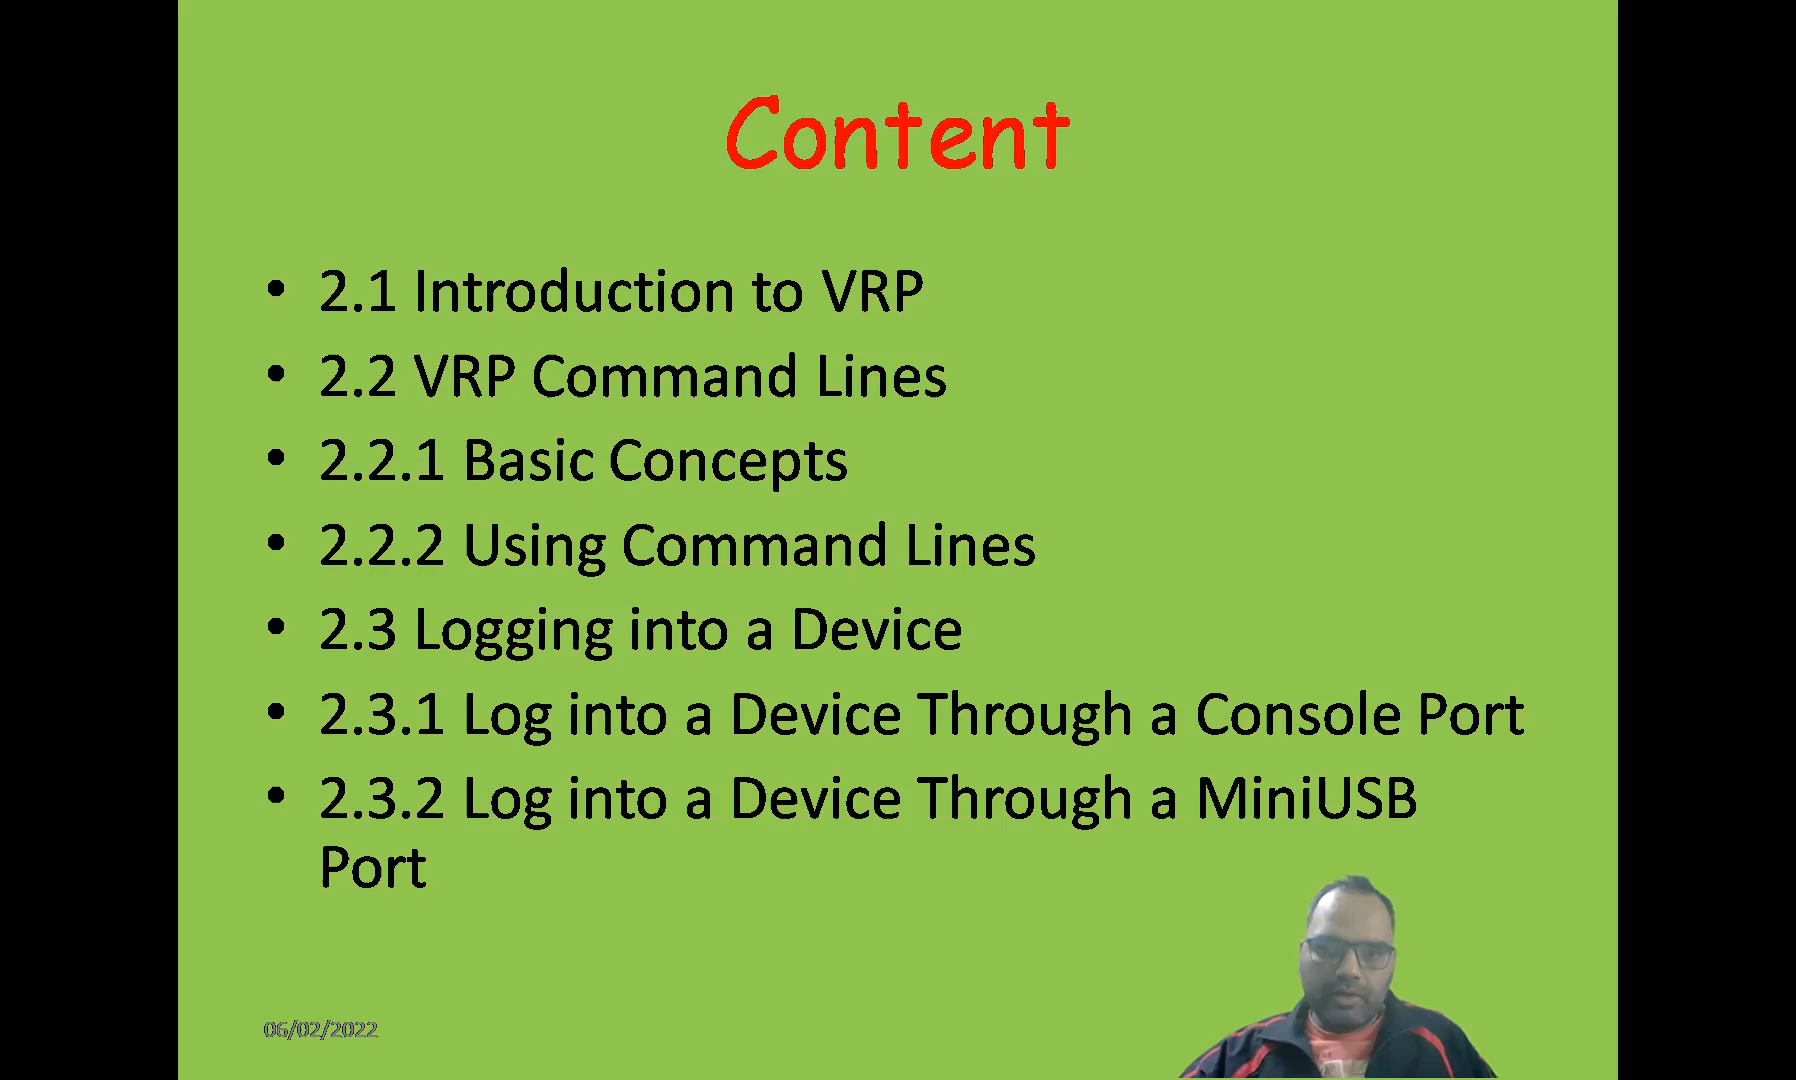 Content
• 2.1 Introduction to VRP
• 2.2 VRP Command Lines
• 2.2.1 Basic Concepts
• 2.2.2 Using Command Lines
• 2.3 Logging into a Device
• 2.3.1 Log into a Device Through a Console Port
• 2.3.2 Log into a Device Through a MiniUSB
Port
06/02/2022